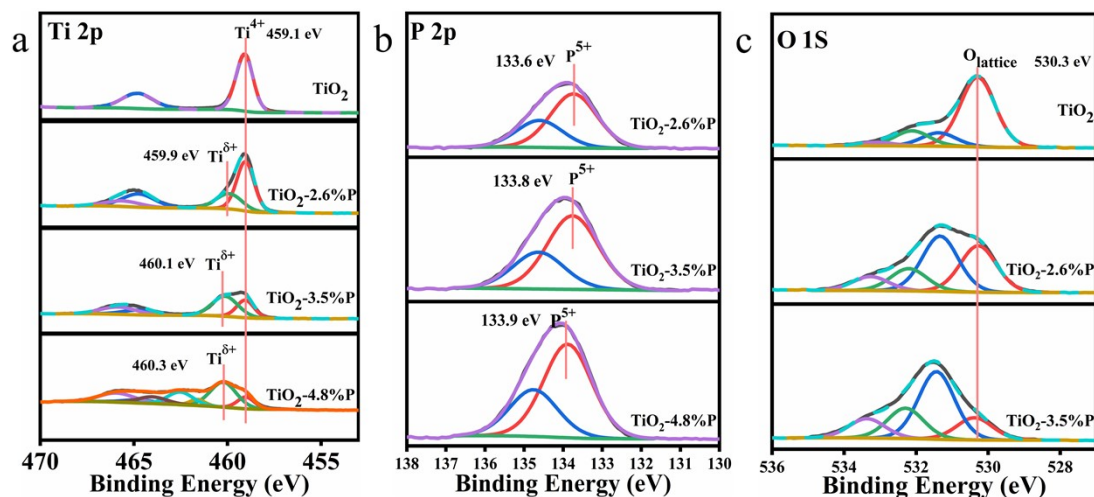 a
Ti 2p
Ti4+
459.1 eV
TiO2
459.9 eV
Tiδ+
TiO2-2.6%P
460.1 eV
Tiδ+
TiO2-3.5%P
460.3 eV
Tiδ+
TiO2-4.8%P
470 465 460 455
Binding Energy (eV)
b
P 2p
133.6 eV
P5+
TiO2-2.6%P
133.8 eV
P5+
TiO2-3.5%P
133.9 eV
P5+
TiO2-4.8%P
138 137 136 135 134 133 132 131 130
Binding Energy (eV)
c
O 1S
Olattice
530.3 eV
TiO2
TiO2-2.6%P
TiO2-3.5%P
536 534 532 530 528
Binding Energy (eV)